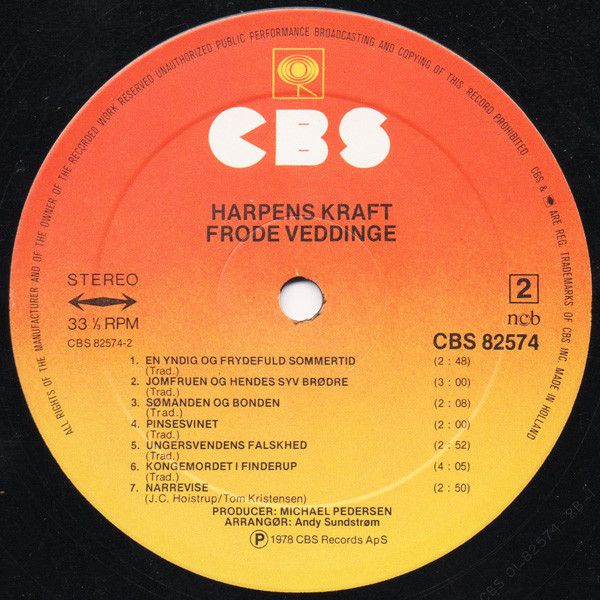 ALL RIGHTS OF THE MANUFACTURER AND OF THE OWNER OF THE RECORDED WORK RESERVED UNAUTHORIZED PUBLIC PERFORMANCE BROADCASTING AND COPYING OF THIS RECORD PROHIBITED
CBS & ARE REG. TRADEMARKS OF CBS INC. MADE IN HOLLAND
CBS
HARPENS KRAFT
FRODE VEDDINGE
STEREO
33 ⅓ RPM
CBS 82574-2
2
ncb
CBS 82574
1. EN YNDIG OG FRYDEFULD SOMMERTID (2 : 48)
(Trad.)
2. JOMFRUEN OG HENDES SYV BRØDRE (3 : 00)
(Trad.)
3. SØMANDEN OG BONDEN (2 : 08)
(Trad.)
4. PINSESVINET (2 : 00)
(Trad.)
5. UNGERSVENDENS FALSKHED (2 : 52)
(Trad.)
6. KONGEMORDET I FINDERUP (4 : 05)
(Trad.)
7. NARREVISE (2 : 50)
(J.C. Hoistrup/Tom Kristensen)
PRODUCER: MICHAEL PEDERSEN
ARRANGØR: Andy Sundstrøm
Ⓟ 1978 CBS Records ApS
CBS 01-82574